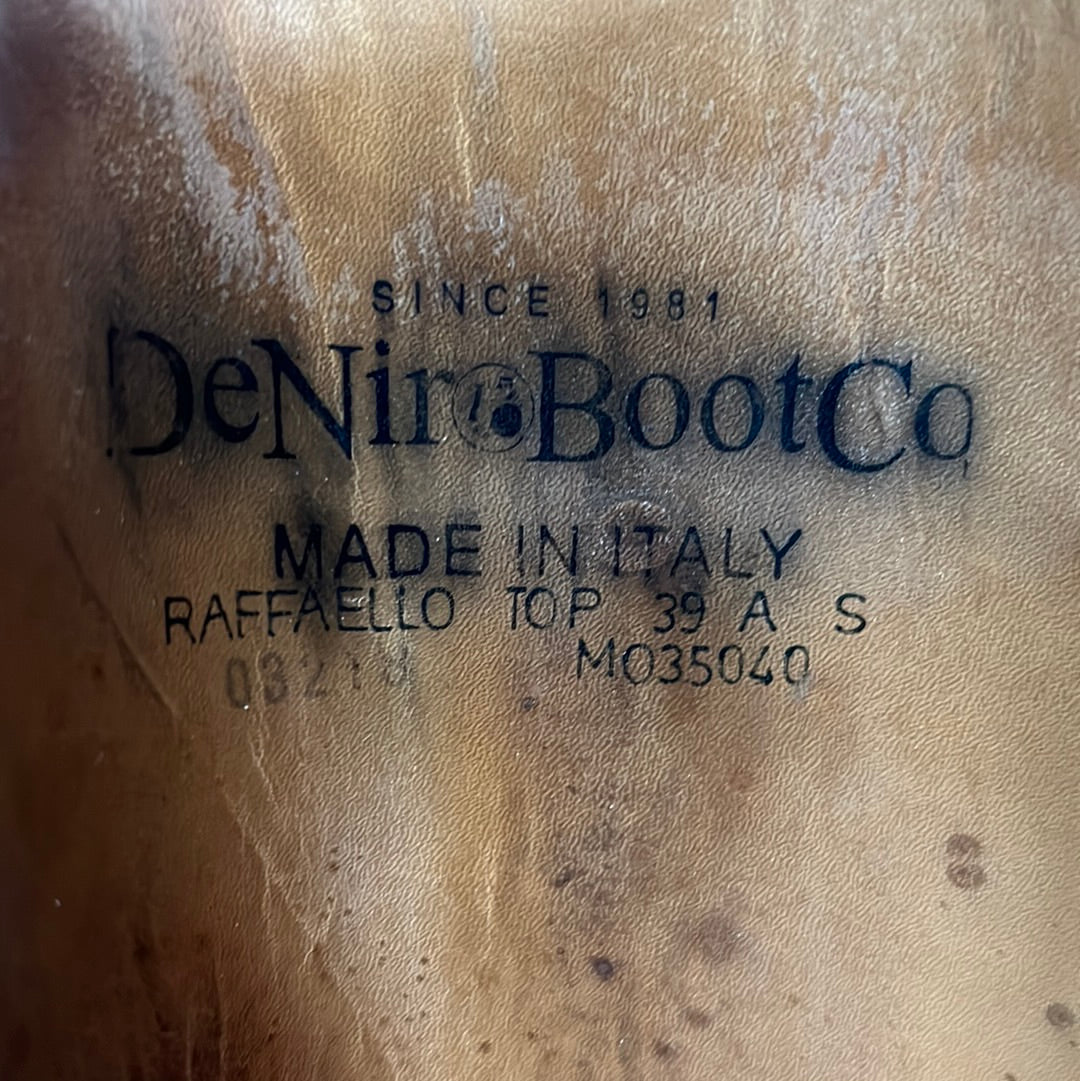 SINCE 1981
DeNiroBootCo
MADE IN ITALY
RAFFAELLO TOP 39 A S
MO35040